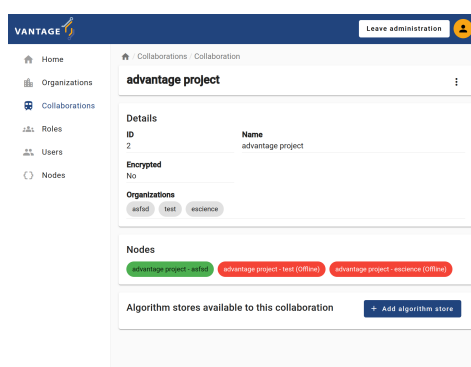 VANTAGE
Leave administration
Home
Organizations
Collaborations
Roles
Users
Nodes
/ Collaborations / Collaboration
advantage project
Details
ID
2
Name
advantage project
Encrypted
No
Organizations
asfsd test escience
Nodes
advantage project - asfsd advantage project - test (Offline) advantage project - escience (Offline)
Algorithm stores available to this collaboration
+ Add algorithm store